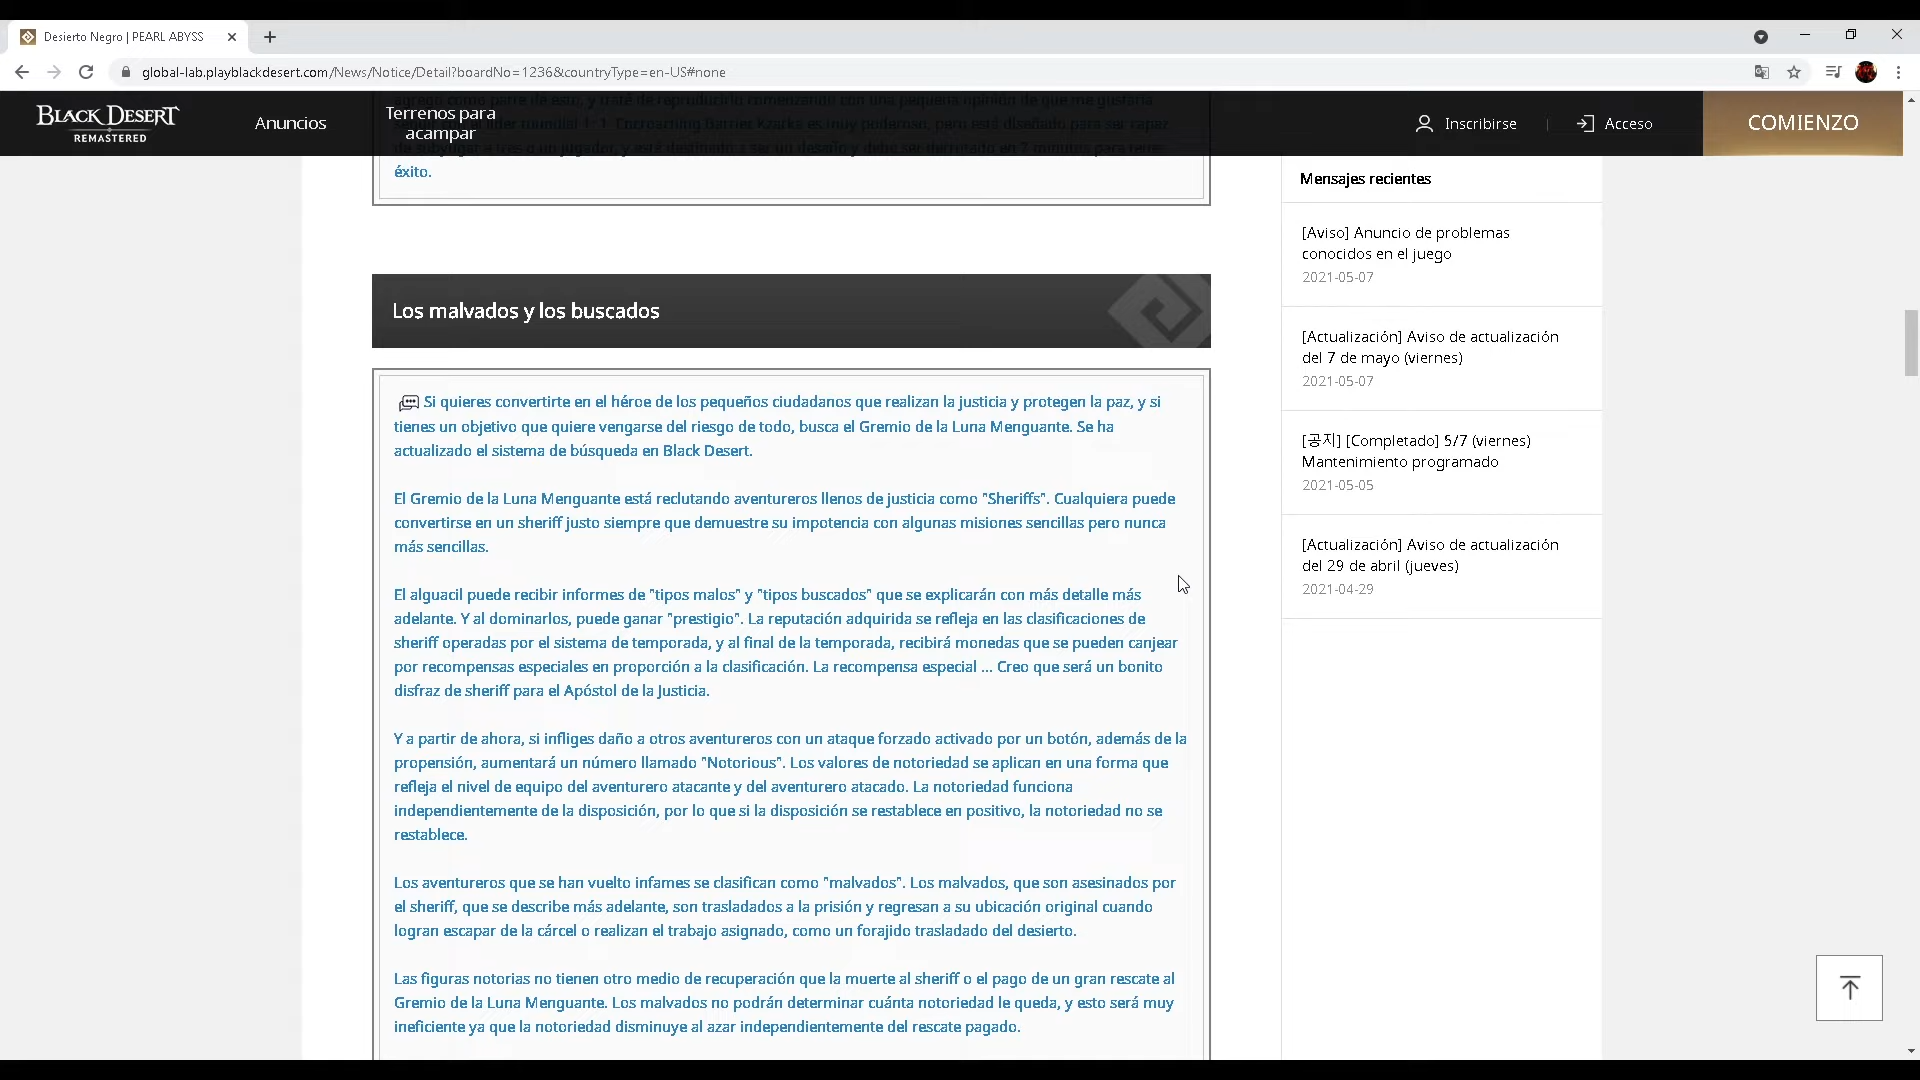 Desierto Negro | PEARL ABYSS
global-lab.playblackdesert.com/News/Notice/Detail?boardNo=1236&countryType=en-US#none
BLACK DESERT
REMASTERED
Anuncios
Terrenos para
acampar
Inscribirse
Acceso
COMIENZO
éxito.
Los malvados y los buscados
Si quieres convertirte en el héroe de los pequeños ciudadanos que realizan la justicia y protegen la paz, y si
tienes un objetivo que quiere vengarse del riesgo de todo, busca el Gremio de la Luna Menguante. Se ha
actualizado el sistema de búsqueda en Black Desert.
El Gremio de la Luna Menguante está reclutando aventureros llenos de justicia como "Sheriffs". Cualquiera puede
convertirse en un sheriff justo siempre que demuestre su impotencia con algunas misiones sencillas pero nunca
más sencillas.
El alguacil puede recibir informes de "tipos malos" y "tipos buscados" que se explicarán con más detalle más
adelante. Y al dominarlos, puede ganar "prestigio". La reputación adquirida se refleja en las clasificaciones de
sheriff operadas por el sistema de temporada, y al final de la temporada, recibirá monedas que se pueden canjear
por recompensas especiales en proporción a la clasificación. La recompensa especial ... Creo que será un bonito
disfraz de sheriff para el Apóstol de la Justicia.
Y a partir de ahora, si infliges daño a otros aventureros con un ataque forzado activado por un botón, además de la
propensión, aumentará un número llamado "Notorious". Los valores de notoriedad se aplican en una forma que
refleja el nivel de equipo del aventurero atacante y del aventurero atacado. La notoriedad funciona
independientemente de la disposición, por lo que si la disposición se restablece en positivo, la notoriedad no se
restablece.
Los aventureros que se han vuelto infames se clasifican como "malvados". Los malvados, que son asesinados por
el sheriff, que se describe más adelante, son trasladados a la prisión y regresan a su ubicación original cuando
logran escapar de la cárcel o realizan el trabajo asignado, como un forajido trasladado del desierto.
Las figuras notorias no tienen otro medio de recuperación que la muerte al sheriff o el pago de un gran rescate al
Gremio de la Luna Menguante. Los malvados no podrán determinar cuánta notoriedad le queda, y esto será muy
ineficiente ya que la notoriedad disminuye al azar independientemente del rescate pagado.
Mensajes recientes
[Aviso] Anuncio de problemas
conocidos en el juego
2021-05-07
[Actualización] Aviso de actualización
del 7 de mayo (viernes)
2021-05-07
[공지] [Completado] 5/7 (viernes)
Mantenimiento programado
2021-05-05
[Actualización] Aviso de actualización
del 29 de abril (jueves)
2021-04-29